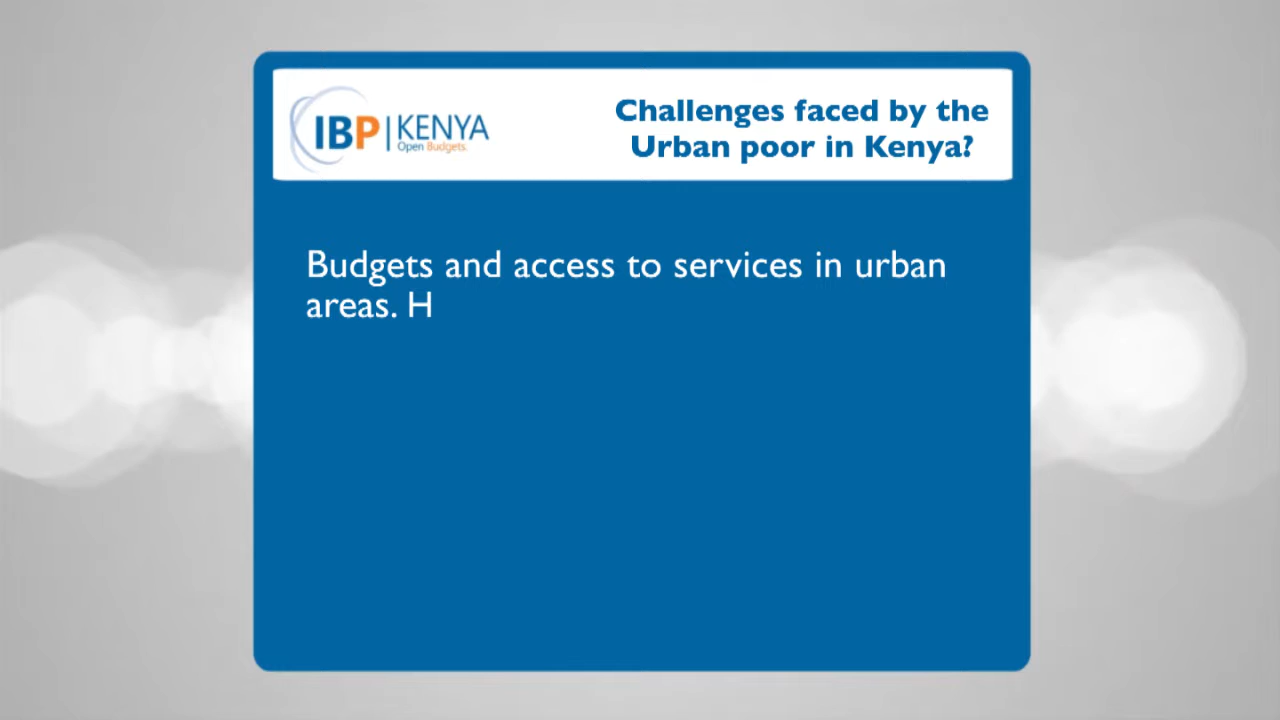 IBP | KENYA
Open Budgets.
Challenges faced by the
Urban poor in Kenya?
Budgets and access to services in urban
areas. H